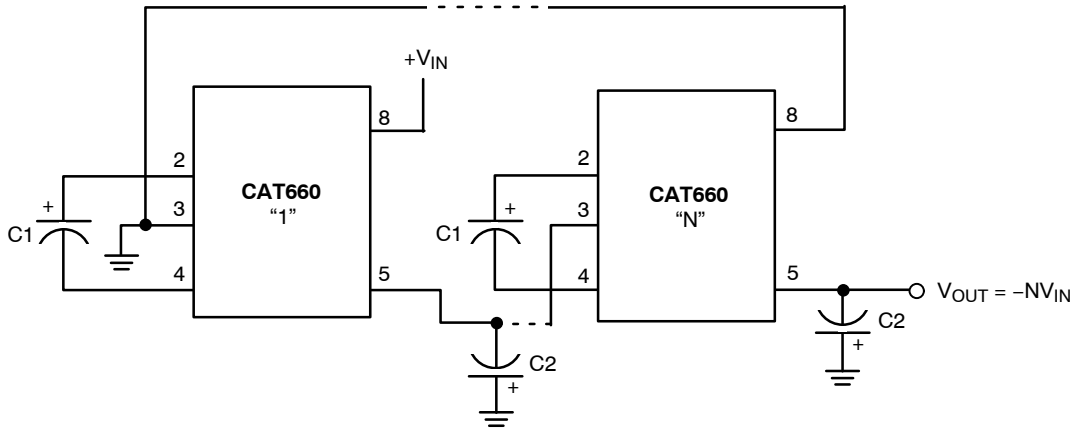 +V_IN
8
8
2
2
CAT660
"1"
CAT660
"N"
+
+
3
3
C1
C1
4
4
5
5
V_OUT = –NV_IN
C2
+
C2
+